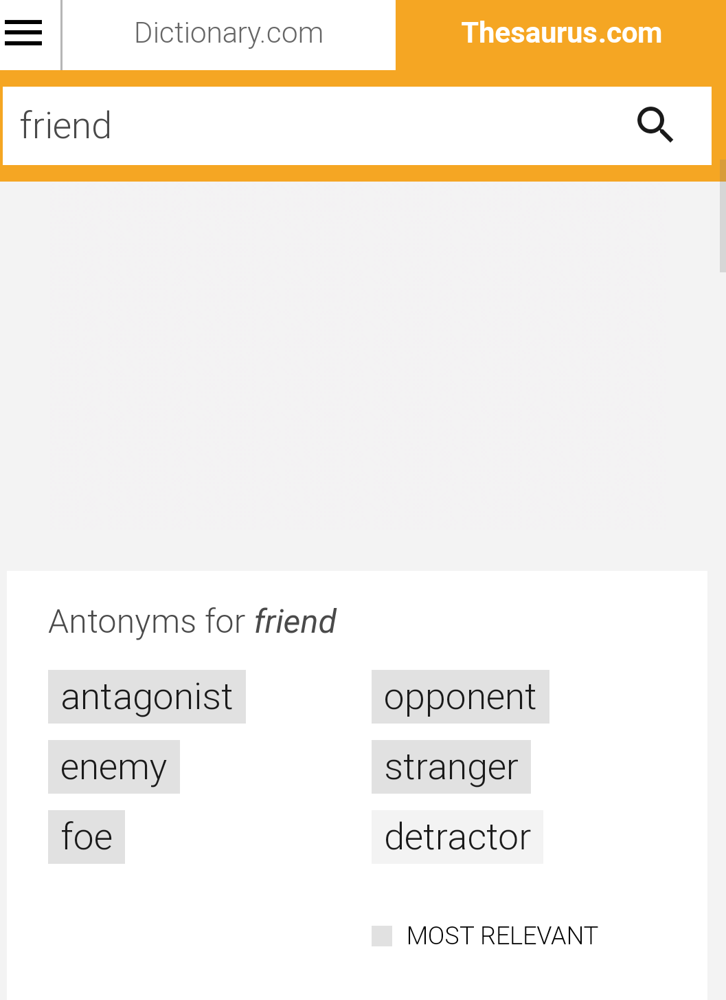 Dictionary.com
Thesaurus.com
friend
Antonyms for friend
antagonist
opponent
enemy
stranger
foe
detractor
MOST RELEVANT